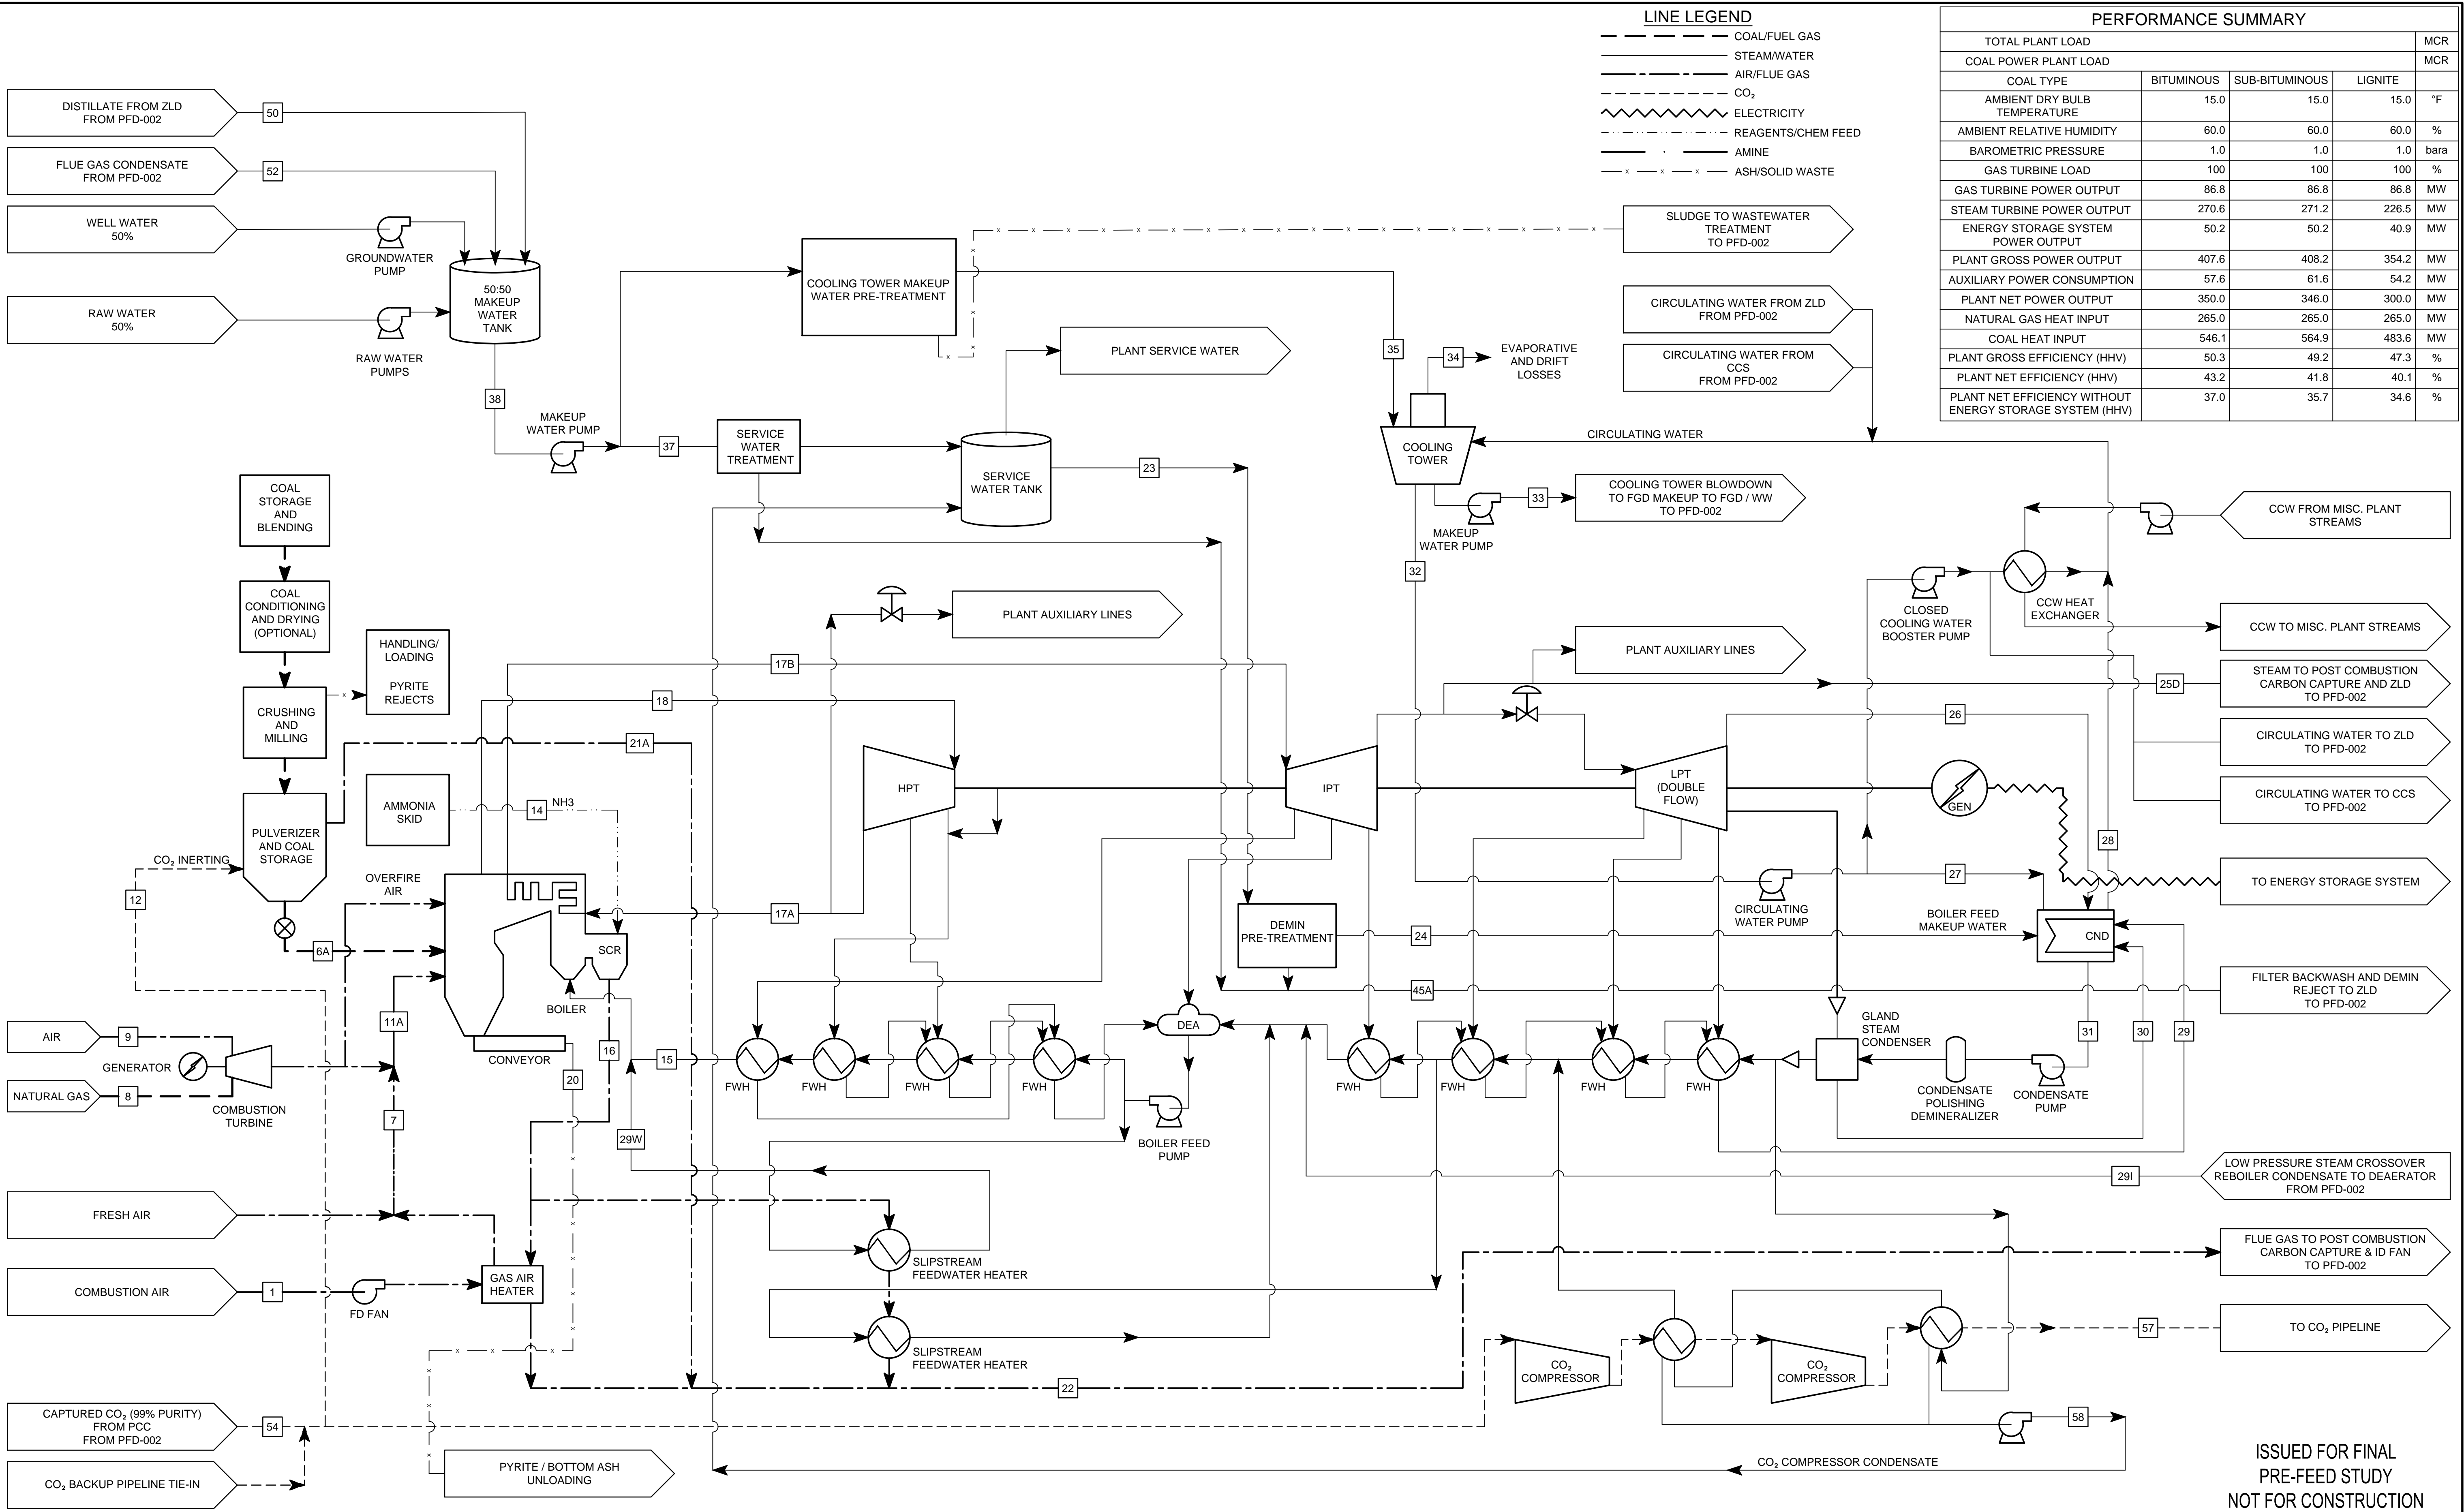 LINE LEGEND
COAL/FUEL GAS
STEAM/WATER
AIR/FLUE GAS
CO₂
ELECTRICITY
REAGENTS/CHEM FEED
AMINE
ASH/SOLID WASTE
PERFORMANCE SUMMARY
TOTAL PLANT LOAD MCR
COAL POWER PLANT LOAD MCR
COAL TYPE BITUMINOUS SUB-BITUMINOUS LIGNITE
AMBIENT DRY BULB
TEMPERATURE 15.0 15.0 15.0 °F
AMBIENT RELATIVE HUMIDITY 60.0 60.0 60.0 %
BAROMETRIC PRESSURE 1.0 1.0 1.0 bara
GAS TURBINE LOAD 100 100 100 %
GAS TURBINE POWER OUTPUT 86.8 86.8 86.8 MW
STEAM TURBINE POWER OUTPUT 270.6 271.2 226.5 MW
ENERGY STORAGE SYSTEM
POWER OUTPUT 50.2 50.2 40.9 MW
PLANT GROSS POWER OUTPUT 407.6 408.2 354.2 MW
AUXILIARY POWER CONSUMPTION 57.6 61.6 54.2 MW
PLANT NET POWER OUTPUT 350.0 346.0 300.0 MW
NATURAL GAS HEAT INPUT 265.0 265.0 265.0 MW
COAL HEAT INPUT 546.1 564.9 483.6 MW
PLANT GROSS EFFICIENCY (HHV) 50.3 49.2 47.3 %
PLANT NET EFFICIENCY (HHV) 43.2 41.8 40.1 %
PLANT NET EFFICIENCY WITHOUT
ENERGY STORAGE SYSTEM (HHV) 37.0 35.7 34.6 %
DISTILLATE FROM ZLD
FROM PFD-002
50
FLUE GAS CONDENSATE
FROM PFD-002
52
WELL WATER
50%
GROUNDWATER
PUMP
RAW WATER
50%
RAW WATER
PUMPS
50:50
MAKEUP
WATER
TANK
38
MAKEUP
WATER PUMP
37
COOLING TOWER MAKEUP
WATER PRE-TREATMENT
SLUDGE TO WASTEWATER
TREATMENT
TO PFD-002
SERVICE
WATER
TREATMENT
SERVICE
WATER TANK
PLANT SERVICE WATER
23
35
34
EVAPORATIVE
AND DRIFT
LOSSES
COOLING
TOWER
CIRCULATING WATER FROM ZLD
FROM PFD-002
CIRCULATING WATER FROM
CCS
FROM PFD-002
CIRCULATING WATER
33
MAKEUP
WATER PUMP
COOLING TOWER BLOWDOWN
TO FGD MAKEUP TO FGD / WW
TO PFD-002
32
CCW FROM MISC. PLANT
STREAMS
CLOSED
COOLING WATER
BOOSTER PUMP
CCW HEAT
EXCHANGER
CCW TO MISC. PLANT STREAMS
STEAM TO POST COMBUSTION
CARBON CAPTURE AND ZLD
TO PFD-002
25D
CIRCULATING WATER TO ZLD
TO PFD-002
CIRCULATING WATER TO CCS
TO PFD-002
TO ENERGY STORAGE SYSTEM
COAL
STORAGE
AND
BLENDING
COAL
CONDITIONING
AND DRYING
(OPTIONAL)
CRUSHING
AND
MILLING
HANDLING/
LOADING
PYRITE
REJECTS
PULVERIZER
AND COAL
STORAGE
CO₂ INERTING
12
6A
21A
AMMONIA
SKID
14
NH3
OVERFIRE
AIR
SCR
BOILER
CONVEYOR
20
16
17A
17B
18
PLANT AUXILIARY LINES
PLANT AUXILIARY LINES
HPT
IPT
LPT
(DOUBLE
FLOW)
GEN
26
28
27
CIRCULATING
WATER PUMP
BOILER FEED
MAKEUP WATER
CND
DEMIN
PRE-TREATMENT
24
45A
FILTER BACKWASH AND DEMIN
REJECT TO ZLD
TO PFD-002
31
30
29
AIR
9
GENERATOR
NATURAL GAS
8
COMBUSTION
TURBINE
11A
7
15
29W
FWH
FWH
FWH
FWH
DEA
BOILER FEED
PUMP
FWH
FWH
FWH
FWH
GLAND
STEAM
CONDENSER
CONDENSATE
POLISHING
DEMINERALIZER
CONDENSATE
PUMP
LOW PRESSURE STEAM CROSSOVER
REBOILER CONDENSATE TO DEAERATOR
FROM PFD-002
29I
FRESH AIR
COMBUSTION AIR
1
FD FAN
GAS AIR
HEATER
SLIPSTREAM
FEEDWATER HEATER
SLIPSTREAM
FEEDWATER HEATER
22
FLUE GAS TO POST COMBUSTION
CARBON CAPTURE & ID FAN
TO PFD-002
CO₂
COMPRESSOR
CO₂
COMPRESSOR
57
TO CO₂ PIPELINE
58
CO₂ COMPRESSOR CONDENSATE
CAPTURED CO₂ (99% PURITY)
FROM PCC
FROM PFD-002
54
CO₂ BACKUP PIPELINE TIE-IN
PYRITE / BOTTOM ASH
UNLOADING
ISSUED FOR FINAL
PRE-FEED STUDY
NOT FOR CONSTRUCTION